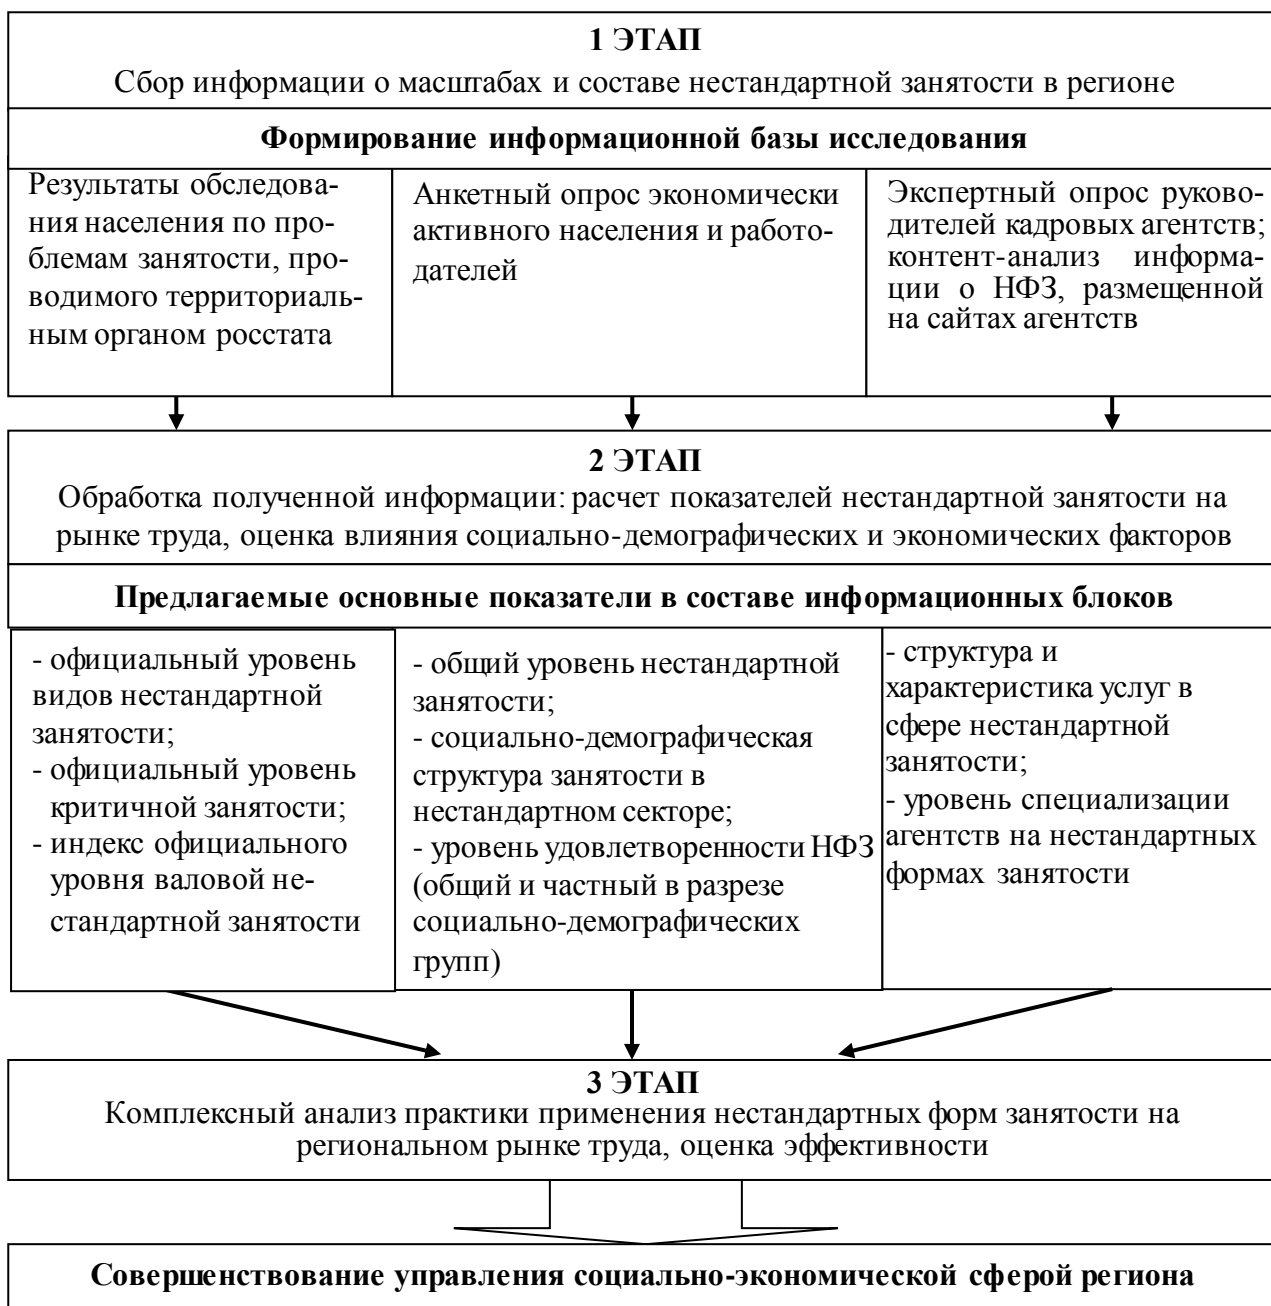 1 ЭТАП
Сбор информации о масштабах и составе нестандартной занятости в регионе
Формирование информационной базы исследования
Результаты обследова-
ния населения по про-
блемам занятости, про-
водимого территориаль-
ным органом росстата
Анкетный опрос экономически
активного населения и работо-
дателей
Экспертный опрос руково-
дителей кадровых агентств;
контент-анализ информа-
ции о НФЗ, размещенной
на сайтах агентств
2 ЭТАП
Обработка полученной информации: расчет показателей нестандартной занятости на
рынке труда, оценка влияния социально-демографических и экономических факторов
Предлагаемые основные показатели в составе информационных блоков
- официальный уровень
видов нестандартной
занятости;
- официальный уровень
критичной занятости;
- индекс официального
уровня валовой не-
стандартной занятости
- общий уровень нестандартной
занятости;
- социально-демографическая
структура занятости в
нестандартном секторе;
- уровень удовлетворенности НФЗ
(общий и частный в разрезе
социально-демографических
групп)
- структура и
характеристика услуг в
сфере нестандартной
занятости;
- уровень специализации
агентств на нестандартных
формах занятости
3 ЭТАП
Комплексный анализ практики применения нестандартных форм занятости на
региональном рынке труда, оценка эффективности
Совершенствование управления социально-экономической сферой региона